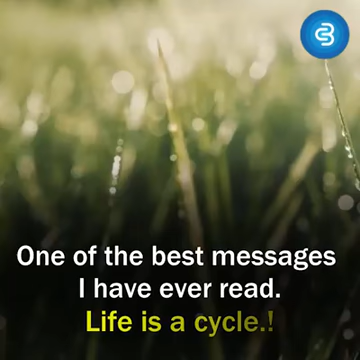 One of the best messages
I have ever read.
Life is a cycle.!